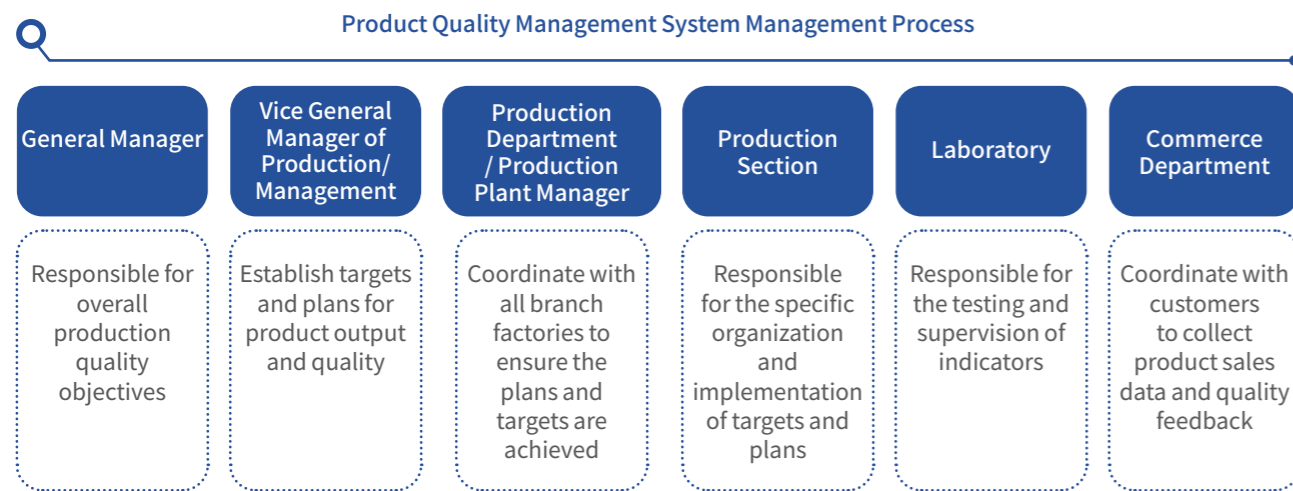 Product Quality Management System Management Process
General Manager
Vice General
Manager of
Production/
Management
Production
Department
/ Production
Plant Manager
Production
Section
Laboratory
Commerce
Department
Responsible for
overall
production
quality
objectives
Establish targets
and plans for
product output
and quality
Coordinate with
all branch
factories to
ensure the
plans and
targets are
achieved
Responsible
for the specific
organization
and
implementation
of targets and
plans
Responsible for
the testing and
supervision of
indicators
Coordinate with
customers
to collect
product sales
data and quality
feedback